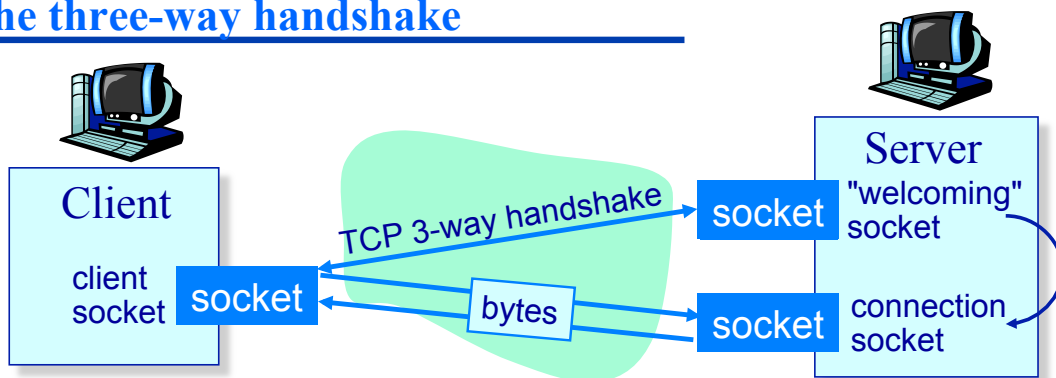 he three-way handshake
Client
client
socket
socket
TCP 3-way handshake
bytes
Server
socket
"welcoming"
socket
socket
connection
socket